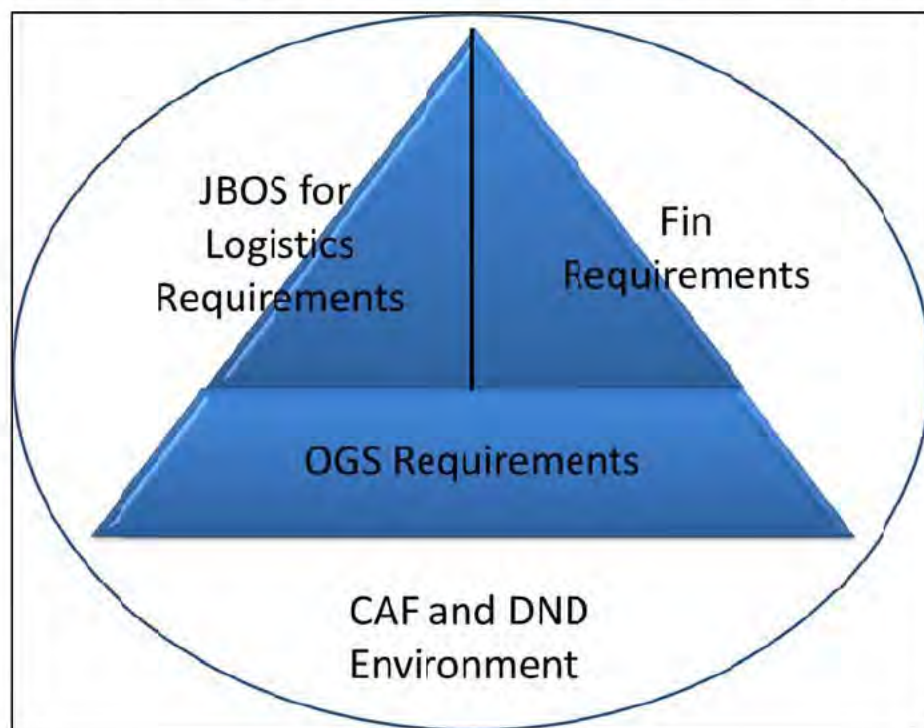 JBOS for
Logistics
Requirements
Fin
Requirements
OGS Requirements
CAF and DND
Environment